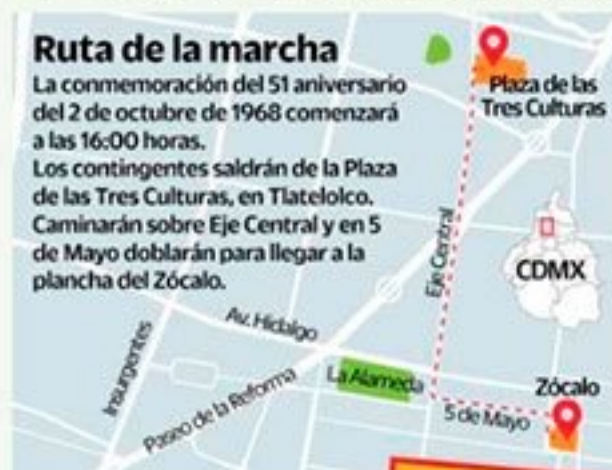 Ruta de la marcha
La conmemoración del 51 aniversario
del 2 de octubre de 1968 comenzará
a las 16:00 horas.
Los contingentes saldrán de la Plaza
de las Tres Culturas, en Tlatelolco.
Caminarán sobre Eje Central y en 5
de Mayo doblarán para llegar a la
plancha del Zócalo.
Plaza de las
Tres Culturas
Eje Central
CDMX
Av. Hidalgo
Insurgentes
Paseo de la Reforma
La Alameda
Zócalo
5 de Mayo